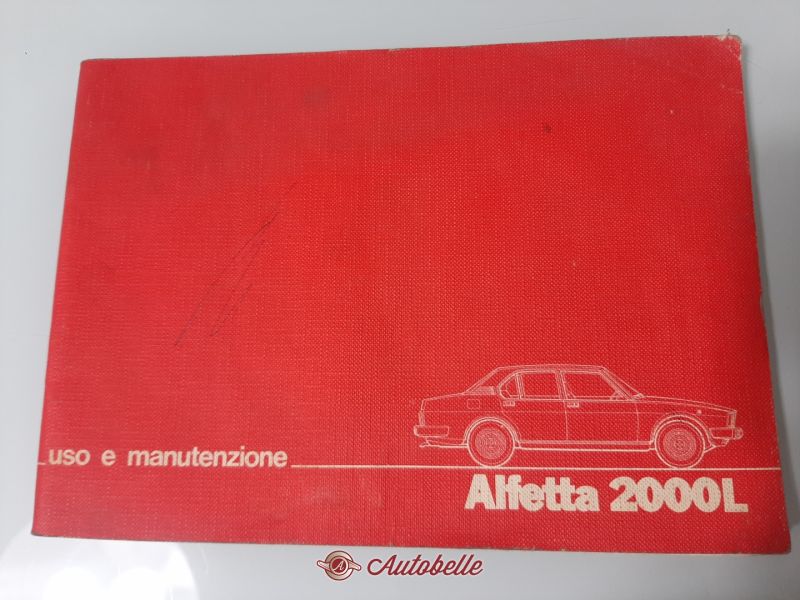 uso e manutenzione
Alfetta 2000L
A Autobelle